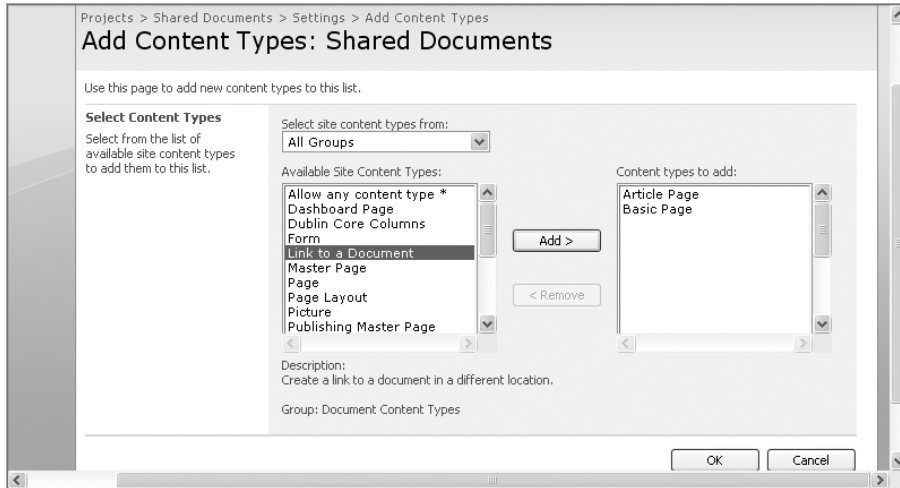 Projects > Shared Documents > Settings > Add Content Types
Add Content Types: Shared Documents
Use this page to add new content types to this list.
Select Content Types
Select from the list of
available site content types
to add them to this list.
Select site content types from:
All Groups
Available Site Content Types:
Allow any content type *
Dashboard Page
Dublin Core Columns
Form
Link to a Document
Master Page
Page
Page Layout
Picture
Publishing Master Page
Add >
< Remove
Content types to add:
Article Page
Basic Page
Description:
Create a link to a document in a different location.
Group: Document Content Types
OK
Cancel